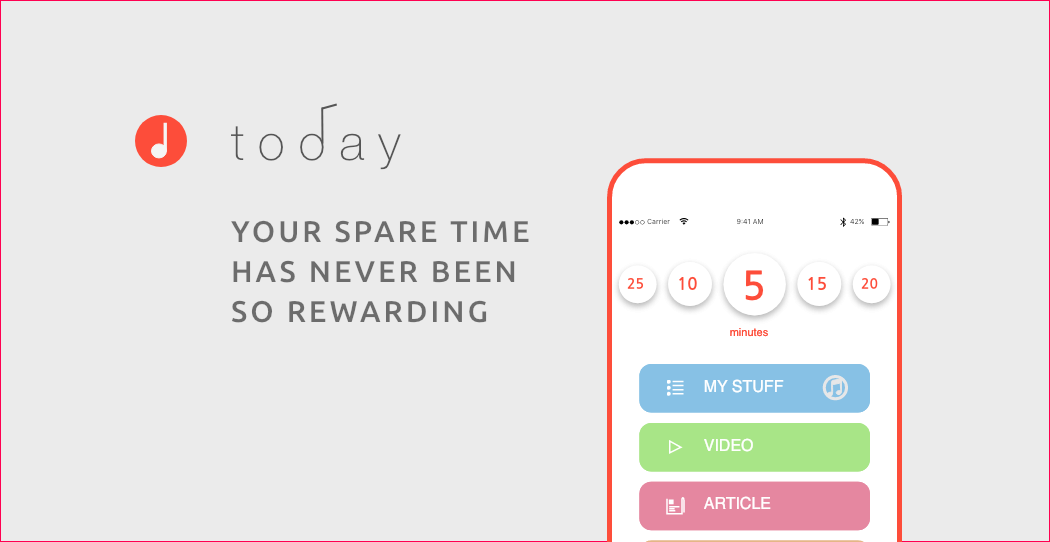 today
YOUR SPARE TIME
HAS NEVER BEEN
SO REWARDING
Carrier 9:41 AM 42%
25 10 5 15 20
minutes
MY STUFF
VIDEO
ARTICLE